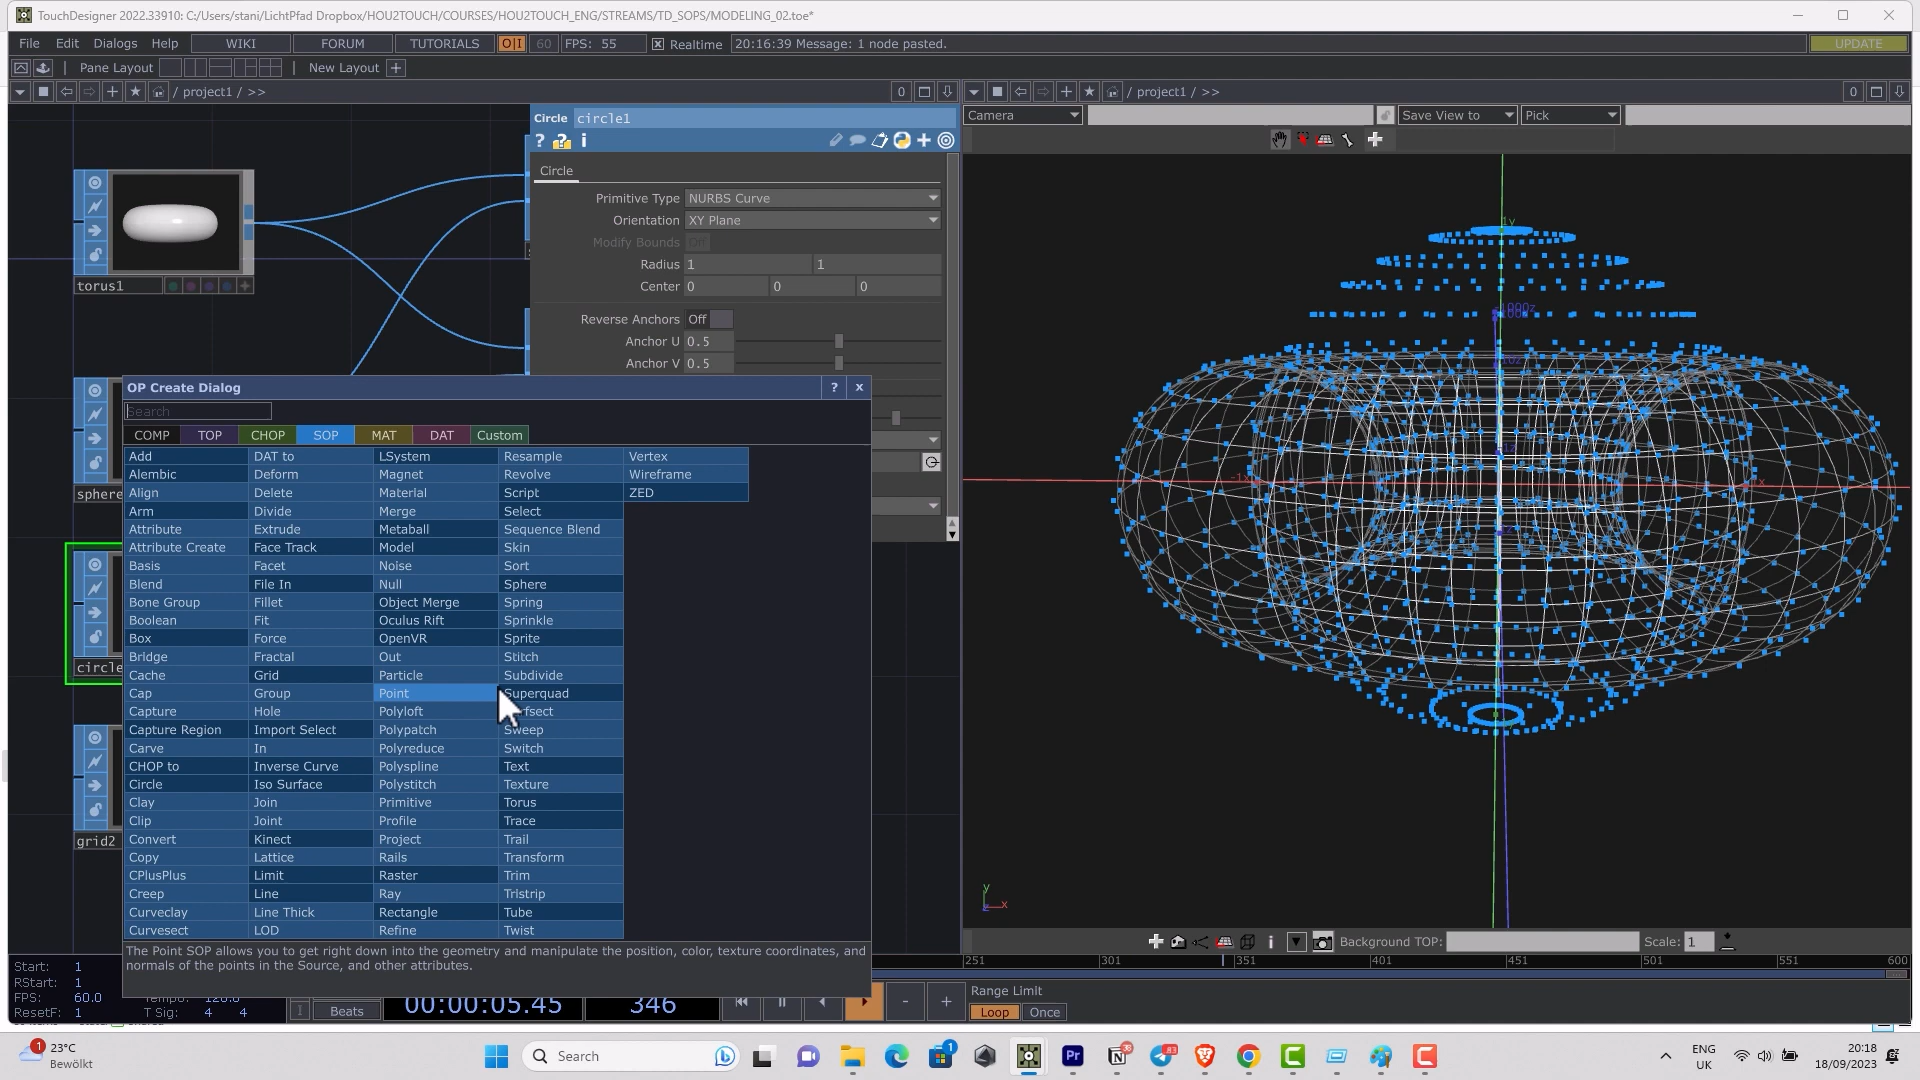 TouchDesigner 2022.33910: C:/Users/stani/LichtPfad Dropbox/HOU2TOUCH/COURSES/HOU2TOUCH_ENG/STREAMS/TD_SOPS/MODELING_02.toe*
File Edit Dialogs Help WIKI FORUM TUTORIALS O|I 60 FPS: 55 Realtime 20:16:39 Message: 1 node pasted. UPDATE
Pane Layout New Layout +
/ project1 / >> 0
/ project1 / >> 0
Circle circle1
Camera Save View to Pick
Circle
Primitive Type NURBS Curve
Orientation XY Plane
Modify Bounds Off
Radius 1 1
Center 0 0 0
Reverse Anchors Off
Anchor U 0.5
Anchor V 0.5
torus1
sphere
circle
grid2
OP Create Dialog ? x
Search
COMP TOP CHOP SOP MAT DAT Custom
Add DAT to LSystem Resample Vertex
Alembic Deform Magnet Revolve Wireframe
Align Delete Material Script ZED
Arm Divide Merge Select
Attribute Extrude Metaball Sequence Blend
Attribute Create Face Track Model Skin
Basis Facet Noise Sort
Blend File In Null Sphere
Bone Group Fillet Object Merge Spring
Boolean Fit Oculus Rift Sprinkle
Box Force OpenVR Sprite
Bridge Fractal Out Stitch
Cache Grid Particle Subdivide
Cap Group Point Superquad
Capture Hole Polyloft rfsect
Capture Region Import Select Polypatch Sweep
Carve In Polyreduce Switch
CHOP to Inverse Curve Polyspline Text
Circle Iso Surface Polystitch Texture
Clay Join Primitive Torus
Clip Joint Profile Trace
Convert Kinect Project Trail
Copy Lattice Rails Transform
CPlusPlus Limit Raster Trim
Creep Line Ray Tristrip
Curveclay Line Thick Rectangle Tube
Curvesect LOD Refine Twist
The Point SOP allows you to get right down into the geometry and manipulate the position, color, texture coordinates, and
normals of the points in the Source, and other attributes.
1y
-1x
y
x
Background TOP: Scale: 1
251 301 351 401 451 501 551 600
Start: 1
RStart: 1
FPS: 60.0
ResetF: 1 T Sig: 4 4
Beats 00:00:05.45 346 - +
Range Limit
Loop Once
1 23°C
Bewölkt
Search
1 Pr 83
ENG
UK
20:18
18/09/2023